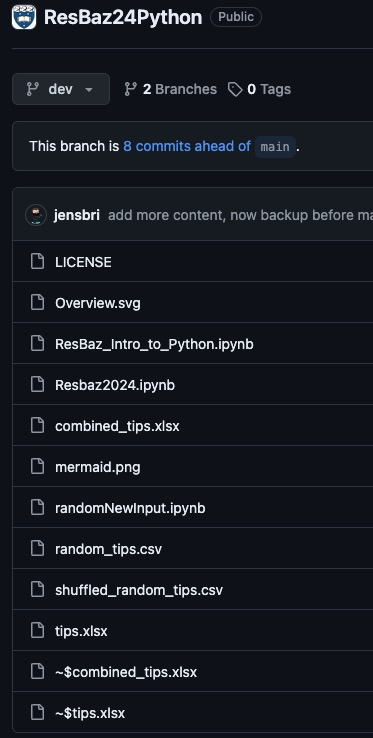 ResBaz24Python Public
dev 2 Branches 0 Tags
This branch is 8 commits ahead of main .
jensbri add more content, now backup before ma
LICENSE
Overview.svg
ResBaz_Intro_to_Python.ipynb
Resbaz2024.ipynb
combined_tips.xlsx
mermaid.png
randomNewInput.ipynb
random_tips.csv
shuffled_random_tips.csv
tips.xlsx
~$combined_tips.xlsx
~$tips.xlsx